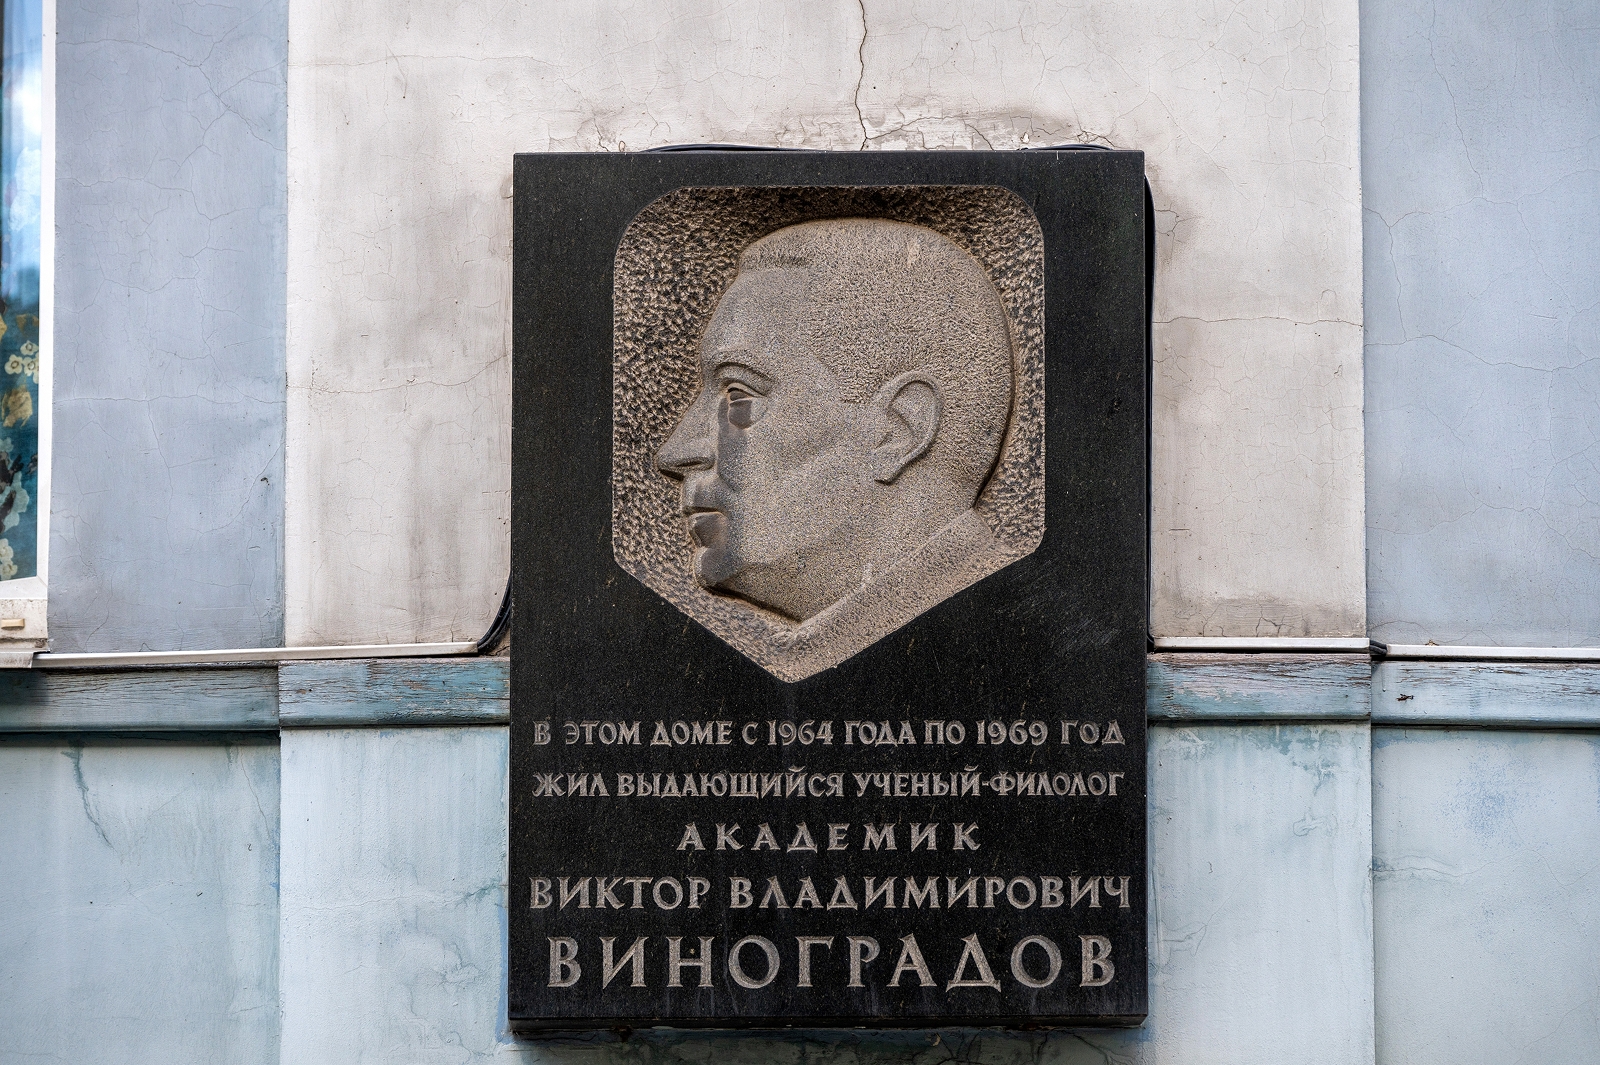 В ЭТОМ ДОМЕ С 1964 ГОДА ПО 1969 ГОД
ЖИЛ ВЫДАЮЩИЙСЯ УЧЕНЫЙ-ФИЛОЛОГ
АКАДЕМИК
ВИКТОР ВЛАДИМИРОВИЧ
ВИНОГРАДОВ